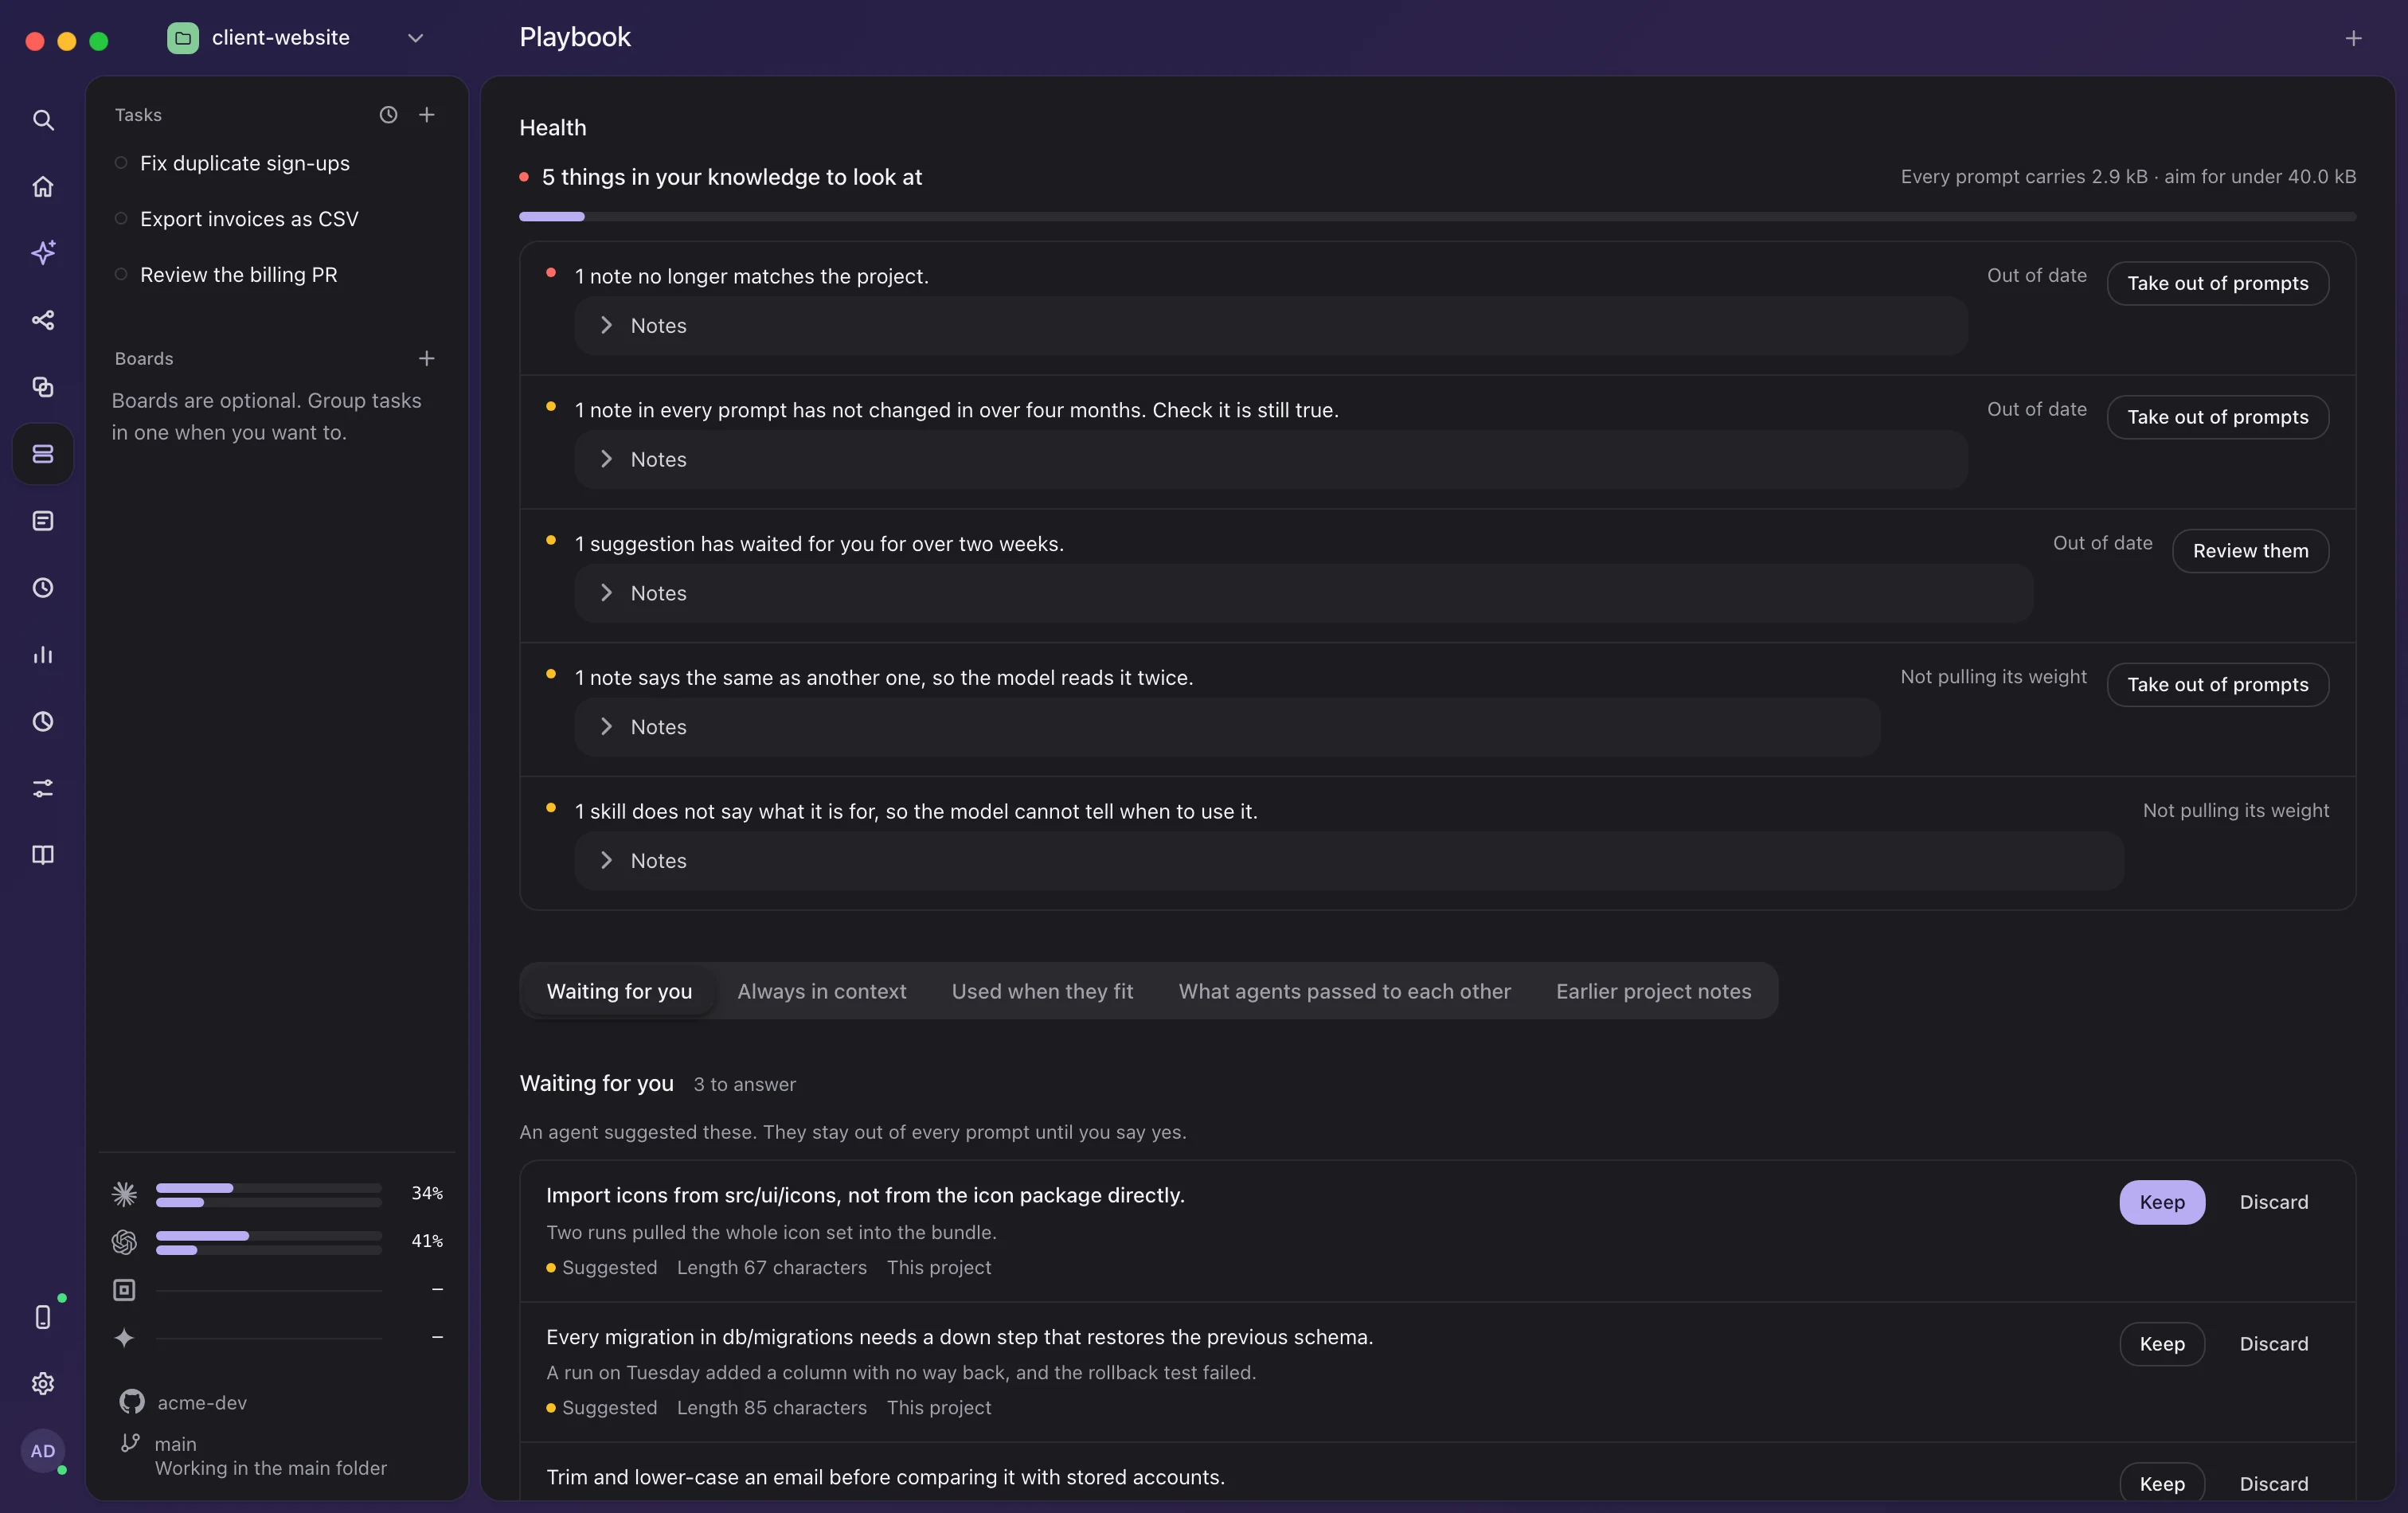 client-website
Playbook
Tasks
Fix duplicate sign-ups
Export invoices as CSV
Review the billing PR
Boards
Boards are optional. Group tasks
in one when you want to.
34%
41%
–
–
acme-dev
main
Working in the main folder
AD
Health
5 things in your knowledge to look at
Every prompt carries 2.9 kB · aim for under 40.0 kB
1 note no longer matches the project.
Out of date
Take out of prompts
Notes
1 note in every prompt has not changed in over four months. Check it is still true.
Out of date
Take out of prompts
Notes
1 suggestion has waited for you for over two weeks.
Out of date
Review them
Notes
1 note says the same as another one, so the model reads it twice.
Not pulling its weight
Take out of prompts
Notes
1 skill does not say what it is for, so the model cannot tell when to use it.
Not pulling its weight
Notes
Waiting for you
Always in context
Used when they fit
What agents passed to each other
Earlier project notes
Waiting for you 3 to answer
An agent suggested these. They stay out of every prompt until you say yes.
Import icons from src/ui/icons, not from the icon package directly.
Keep
Discard
Two runs pulled the whole icon set into the bundle.
Suggested Length 67 characters This project
Every migration in db/migrations needs a down step that restores the previous schema.
Keep
Discard
A run on Tuesday added a column with no way back, and the rollback test failed.
Suggested Length 85 characters This project
Trim and lower-case an email before comparing it with stored accounts.
Keep
Discard